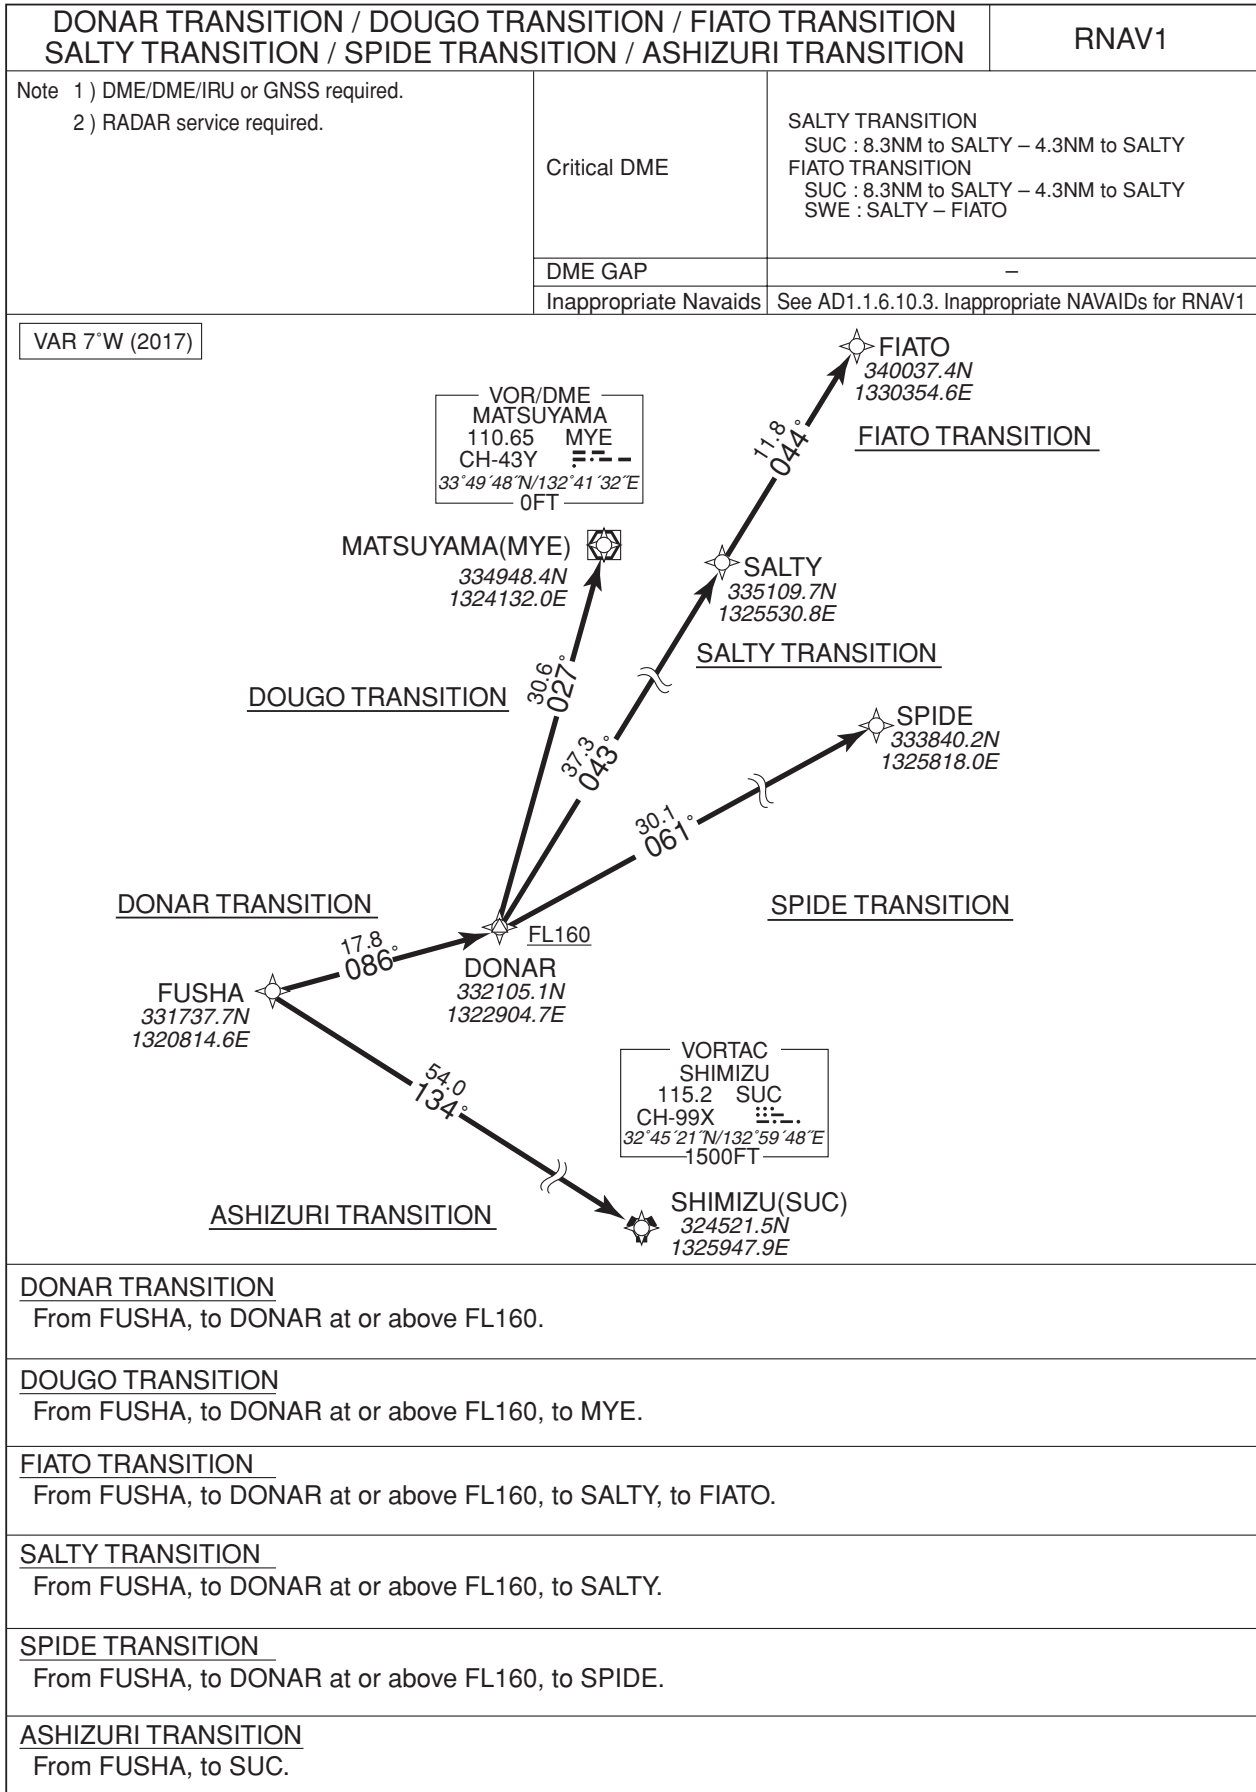 DONAR TRANSITION / DOUGO TRANSITION / FIATO TRANSITION
SALTY TRANSITION / SPIDE TRANSITION / ASHIZURI TRANSITION
RNAV1
Note 1 ) DME/DME/IRU or GNSS required.
2 ) RADAR service required.
Critical DME
SALTY TRANSITION
SUC : 8.3NM to SALTY – 4.3NM to SALTY
FIATO TRANSITION
SUC : 8.3NM to SALTY – 4.3NM to SALTY
SWE : SALTY – FIATO
DME GAP
–
Inappropriate Navaids
See AD1.1.6.10.3. Inappropriate NAVAIDs for RNAV1
VAR 7˚W (2017)
FIATO
340037.4N
1330354.6E
FIATO TRANSITION
11.8
044˚
VOR/DME
MATSUYAMA
110.65 MYE
CH-43Y
33˚49´48˝N/132˚41´32˝E
0FT
MATSUYAMA(MYE)
334948.4N
1324132.0E
SALTY
335109.7N
1325530.8E
SALTY TRANSITION
30.6
027˚
DOUGO TRANSITION
37.3
043˚
SPIDE
333840.2N
1325818.0E
30.1
061˚
SPIDE TRANSITION
DONAR TRANSITION
17.8
086˚
FL160
DONAR
332105.1N
1322904.7E
FUSHA
331737.7N
1320814.6E
54.0
134˚
VORTAC
SHIMIZU
115.2 SUC
CH-99X
32˚45´21˝N/132˚59´48˝E
1500FT
ASHIZURI TRANSITION
SHIMIZU(SUC)
324521.5N
1325947.9E
DONAR TRANSITION
From FUSHA, to DONAR at or above FL160.
DOUGO TRANSITION
From FUSHA, to DONAR at or above FL160, to MYE.
FIATO TRANSITION
From FUSHA, to DONAR at or above FL160, to SALTY, to FIATO.
SALTY TRANSITION
From FUSHA, to DONAR at or above FL160, to SALTY.
SPIDE TRANSITION
From FUSHA, to DONAR at or above FL160, to SPIDE.
ASHIZURI TRANSITION
From FUSHA, to SUC.